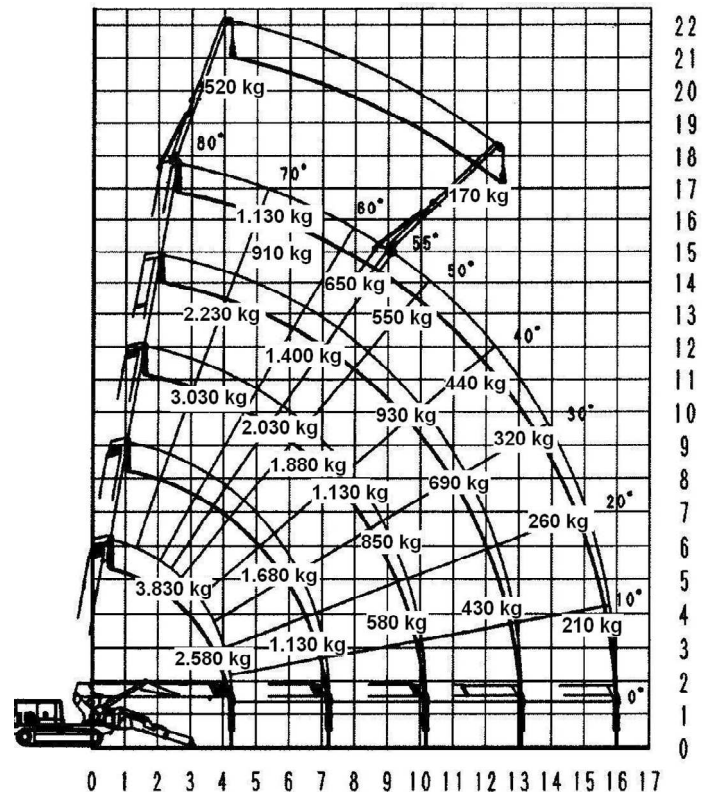 22
21
520 kg
20
19
80°
18
70°
17
170 kg
1.130 kg
60°
16
910 kg
55°
15
650 kg
50°
14
2.230 kg
550 kg
13
40°
1.400 kg
12
3.030 kg
440 kg
11
2.030 kg
930 kg
30°
10
320 kg
9
1.880 kg
1.130 kg
690 kg
8
20°
7
260 kg
850 kg
6
1.680 kg
3.830 kg
5
10°
580 kg
430 kg
4
210 kg
1.130 kg
3
2.580 kg
2
0°
1
0
0 1 2 3 4 5 6 7 8 9 10 11 12 13 14 15 16 17